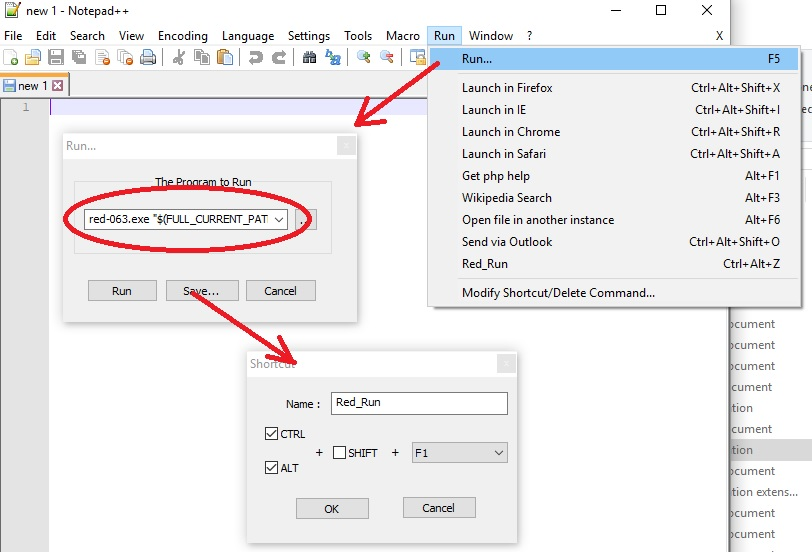 new 1 - Notepad++
File Edit Search View Encoding Language Settings Tools Macro Run Window ? X
new 1
1
Run... F5
Launch in Firefox Ctrl+Alt+Shift+X
Launch in IE Ctrl+Alt+Shift+I
Launch in Chrome Ctrl+Alt+Shift+R
Launch in Safari Ctrl+Alt+Shift+A
Get php help Alt+F1
Wikipedia Search Alt+F3
Open file in another instance Alt+F6
Send via Outlook Ctrl+Alt+Shift+O
Red_Run Ctrl+Alt+Z
Modify Shortcut/Delete Command...
Run...
The Program to Run
red-063.exe "$(FULL_CURRENT_PAT
...
Run Save... Cancel
Shortcut
Name : Red_Run
CTRL
+ SHIFT + F1
ALT
OK Cancel
ocument
ocument
ocument
ocument
tion
ocument
tion
ocument
tion extens...
ocument
ocument